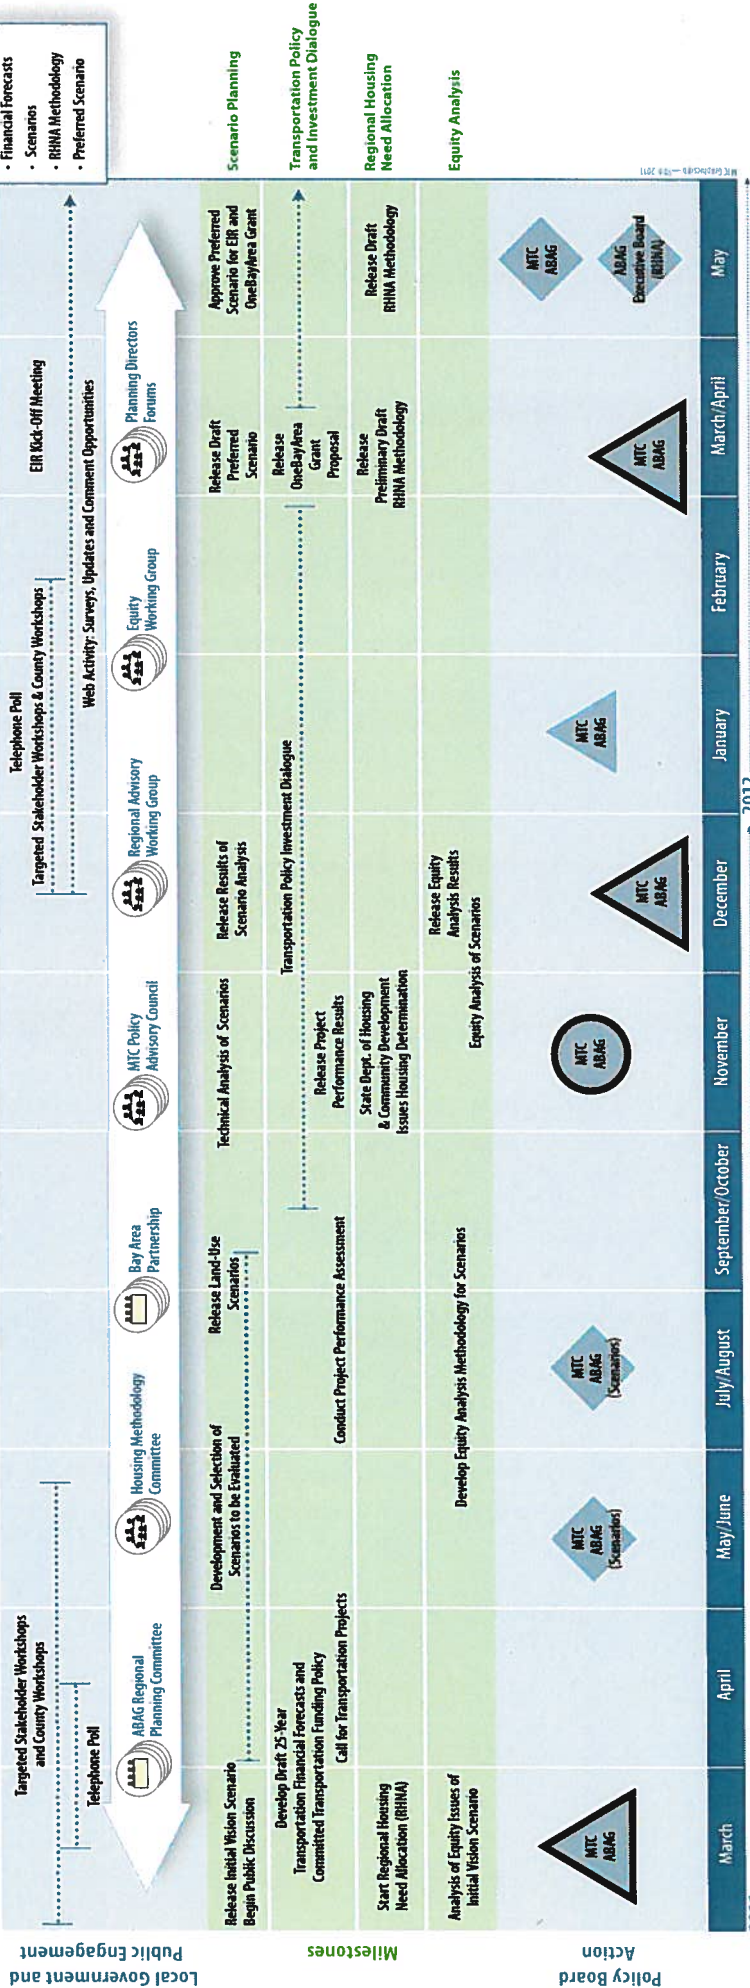 • Financial Forecasts
• Scenarios
• RHNA Methodology
• Preferred Scenario
Local Government and
Public Engagement
Targeted Stakeholder Workshops
and County Workshops
Telephone Poll
Telephone Poll
Targeted Stakeholder Workshops & County Workshops
EIR Kick-Off Meeting
Web Activity: Surveys, Updates and Comment Opportunities
ABAG Regional
Planning Committee
Housing Methodology
Committee
Bay Area
Partnership
MTC Policy
Advisory Council
Regional Advisory
Working Group
Equity
Working Group
Planning Directors
Forums
Milestones
Scenario Planning
Release Initial Vision Scenario
Begin Public Discussion
Development and Selection of
Scenarios to be Evaluated
Release Land-Use
Scenarios
Technical Analysis of Scenarios
Release Results of
Scenario Analysis
Release Draft
Preferred
Scenario
Approve Preferred
Scenario for EIR and
OneBayArea Grant
Transportation Policy
and Investment Dialogue
Develop Draft 25-Year
Transportation Financial Forecasts and
Committed Transportation Funding Policy
Call for Transportation Projects
Conduct Project Performance Assessment
Transportation Policy Investment Dialogue
Release Project
Performance Results
Release
OneBayArea
Grant
Proposal
Regional Housing
Need Allocation
Start Regional Housing
Need Allocation (RHNA)
State Dept. of Housing
& Community Development
Issues Housing Determination
Release
Preliminary Draft
RHNA Methodology
Release Draft
RHNA Methodology
Equity Analysis
Analysis of Equity Issues of
Initial Vision Scenario
Develop Equity Analysis Methodology for Scenarios
Equity Analysis of Scenarios
Release Equity
Analysis Results
Policy Board
Action
MTC
ABAG
MTC
ABAG
(Scenarios)
MTC
ABAG
(Scenarios)
MTC
ABAG
MTC
ABAG
MTC
ABAG
MTC
ABAG
MTC
ABAG
ABAG
Executive Board
(RHNA)
March
April
May/June
July/August
September/October
November
December
January
February
March/April
May
2012